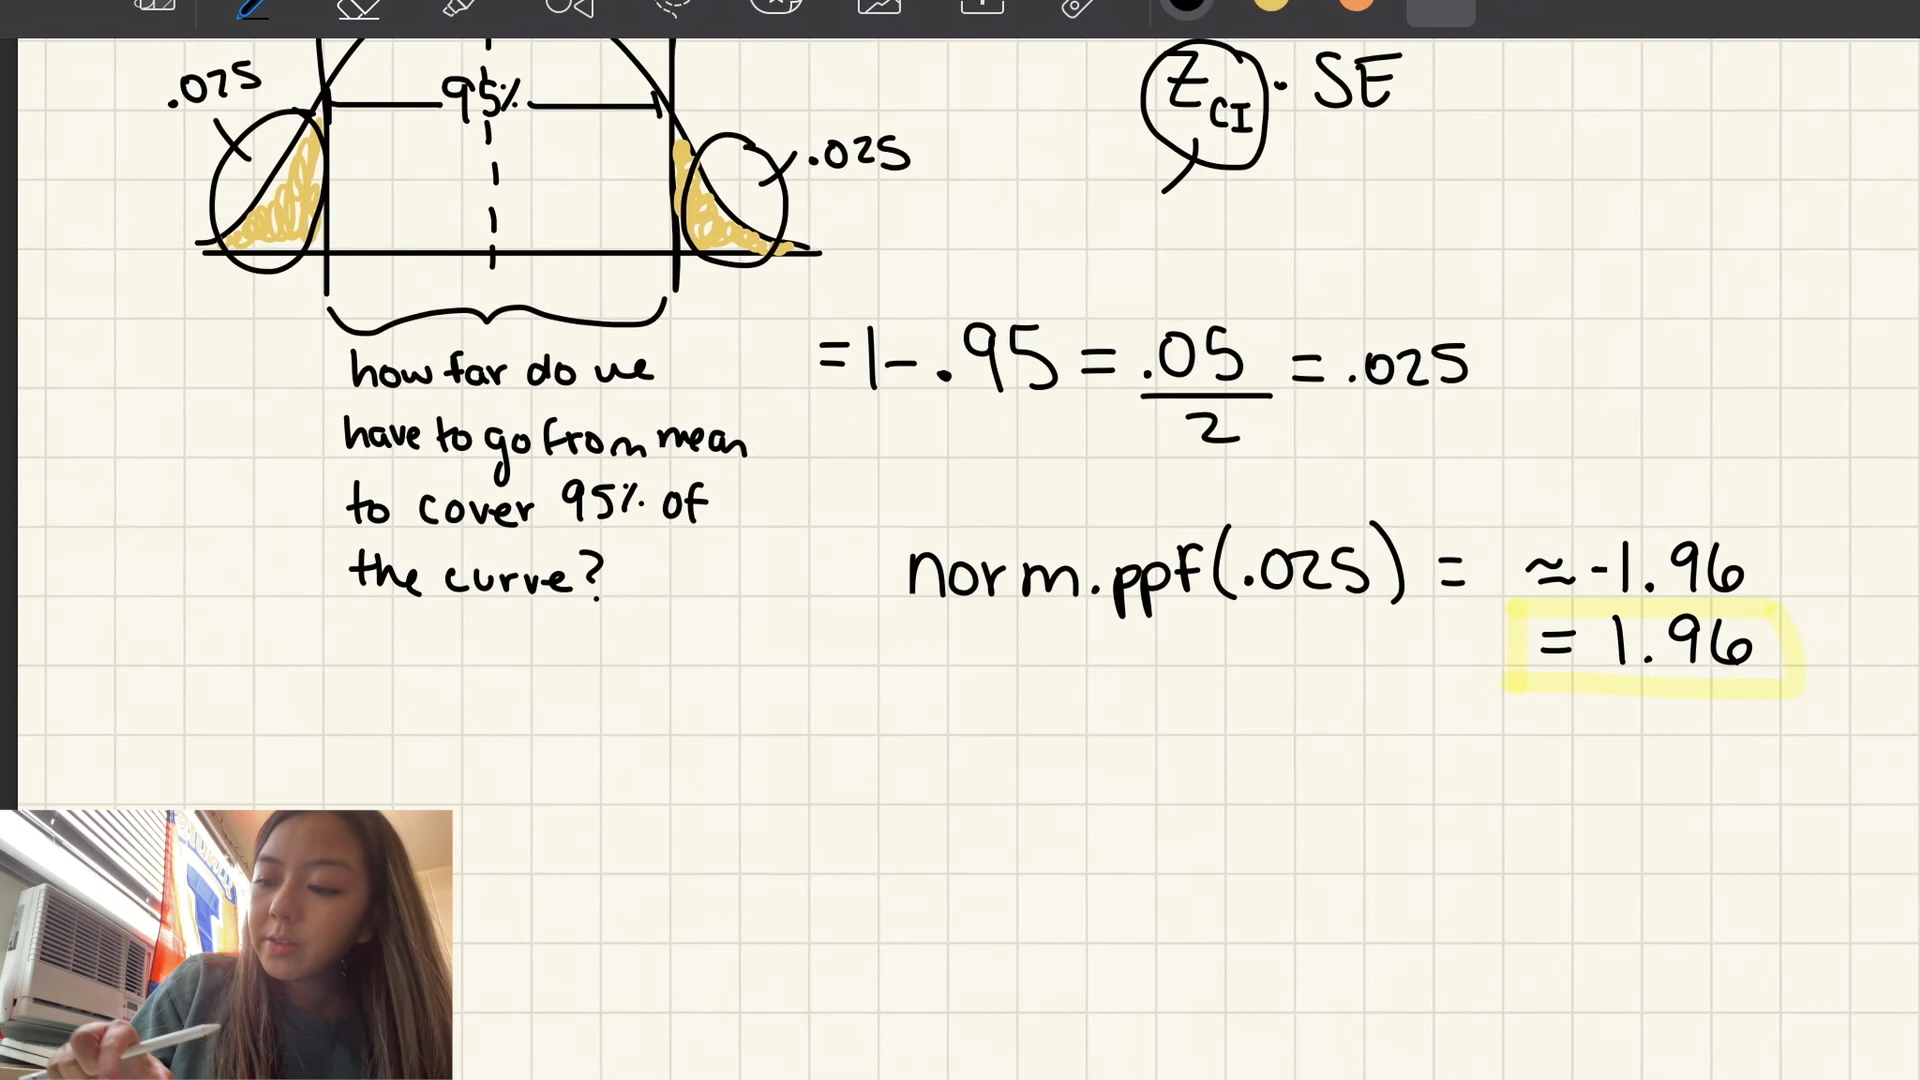 .025
95%
.025
Z CI · SE
how far do we
have to go from mean
to cover 95% of
the curve?
= 1 - .95 = .05/2 = .025
norm.ppf(.025) = ≈ -1.96
= 1.96